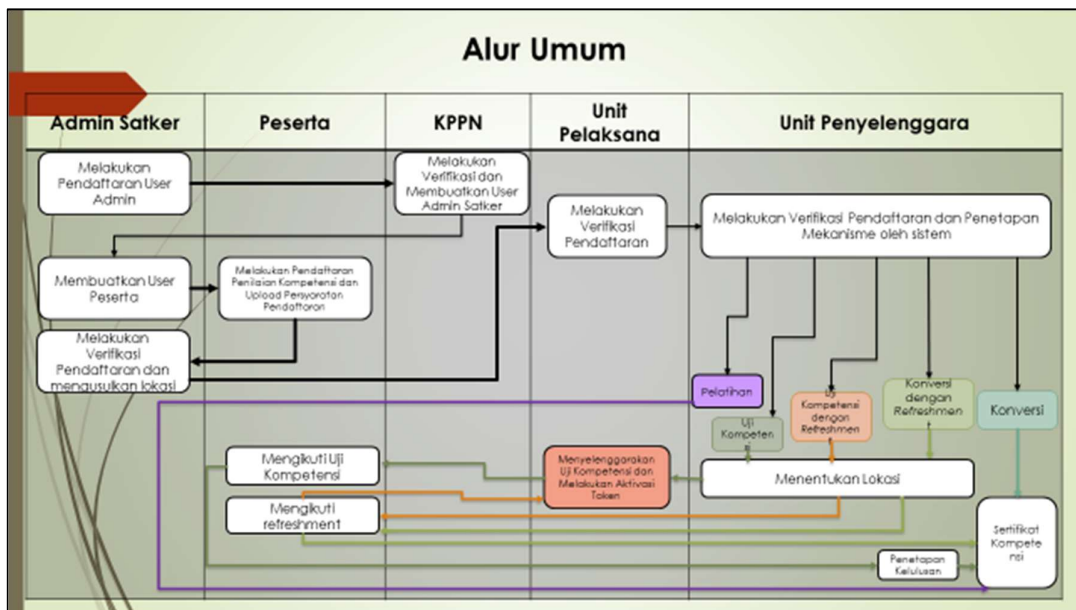 Alur Umum
Admin Satker
Peserta
KPPN
Unit
Pelaksana
Unit Penyelenggara
Melakukan
Pendaftaran User
Admin
Melakukan
Verifikasi dan
Membuatkan User
Admin Satker
Melakukan
Verifikasi
Pendaftaran
Melakukan Verifikasi Pendaftaran dan Penetapan
Mekanisme oleh sistem
Membuatkan User
Peserta
Melakukan Pendaftaran
Penilaian Kompetensi dan
Upload Persyaratan
Pendaftaran
Melakukan
Verifikasi
Pendaftaran dan
mengusulkan lokasi
Pelatihan
Uji
Kompeten
si
Uji
Kompetensi
dengan
Refreshmen
t
Konversi
dengan
Refreshmen
t
Konversi
Mengikuti Uji
Kompetensi
Menyelenggarakan
Uji Kompetensi dan
Melakukan Aktivasi
Token
Menentukan Lokasi
Mengikuti
refreshment
Penetapan
Kelulusan
Sertifikat
Kompete
nsi